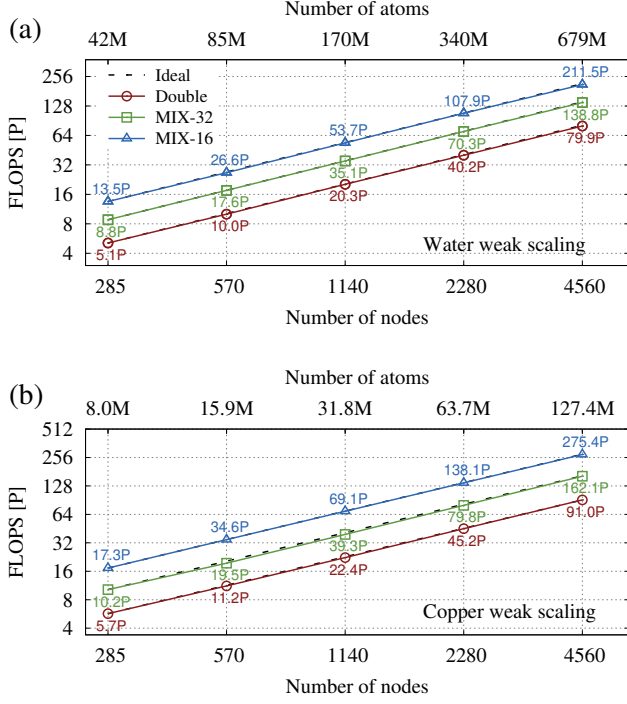 Number of atoms
(a)
42M 85M 170M 340M 679M
256
128
64
32
16
8
4
FLOPS [P]
Ideal
Double
MIX-32
MIX-16
13.5P 26.6P 53.7P 107.9P 211.5P
8.8P 17.6P 35.1P 70.3P 138.8P
5.1P 10.0P 20.3P 40.2P 79.9P
Water weak scaling
285 570 1140 2280 4560
Number of nodes
Number of atoms
(b)
8.0M 15.9M 31.8M 63.7M 127.4M
512
256
128
64
32
16
8
4
FLOPS [P]
17.3P 34.6P 69.1P 138.1P 275.4P
10.2P 19.5P 39.3P 79.8P 162.1P
5.7P 11.2P 22.4P 45.2P 91.0P
Copper weak scaling
285 570 1140 2280 4560
Number of nodes